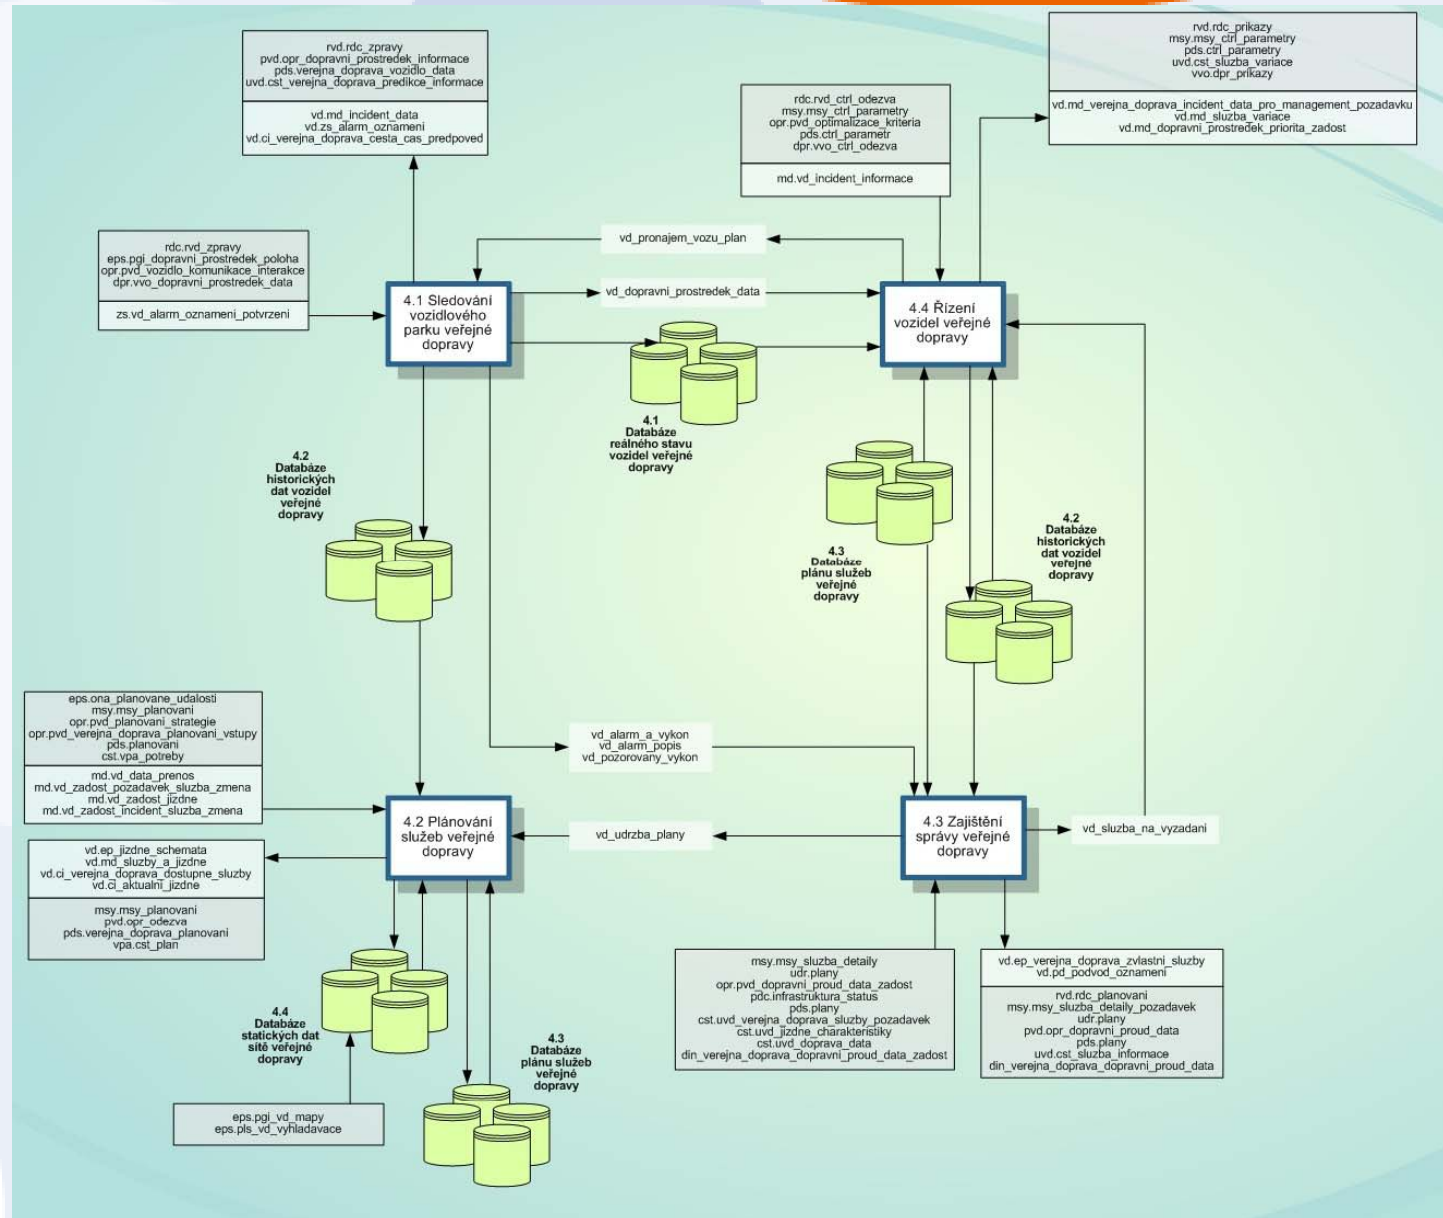 rvd.rdc_zpravy
pvd.opr_dopravni_prostredek_informace
pds.verejna_doprava_vozidlo_data
uvd.cst_verejna_doprava_predikce_informace
vd.md_incident_data
vd.zs_alarm_oznameni
vd.ci_verejna_doprava_cesta_cas_predpoved
rdc.rvd_ctrl_odezva
msy.msy_ctrl_parametry
opr.pvd_optimalizace_kriteria
pds.ctrl_parametr
dpr.vvo_ctrl_odezva
md.vd_incident_informace
rvd.rdc_prikazy
msy.msy_ctrl_parametry
pds.ctrl_parametry
uvd.cst_sluzba_variace
vvo.dpr_prikazy
vd.md_verejna_doprava_incident_data_pro_management_pozadavku
vd.md_sluzba_variace
vd.md_dopravni_prostredek_priorita_zadost
rdc.rvd_zpravy
eps.pgi_dopravni_prostredek_poloha
opr.pvd_vozidlo_komunikace_interakce
dpr.vvo_dopravni_prostredek_data
zs.vd_alarm_oznameni_potvrzeni
vd_pronajem_vozu_plan
vd_dopravni_prostredek_data
4.1 Sledování
vozidlového
parku veřejné
dopravy
4.4 Řízení
vozidel veřejné
dopravy
4.1
Databáze
reálného stavu
vozidel veřejné
dopravy
4.2
Databáze
historických
dat vozidel
veřejné
dopravy
4.3
Databáze
plánu služeb
veřejné
dopravy
4.2
Databáze
historických
dat vozidel
veřejné
dopravy
eps.ona_planovane_udalosti
msy.msy_planovani
opr.pvd_planovani_strategie
opr.pvd_verejna_doprava_planovani_vstupy
pds.planovani
cst.vpa_potreby
md.vd_data_prenos
md.vd_zadost_pozadavek_sluzba_zmena
md.vd_zadost_jizdne
md.vd_zadost_incident_sluzba_zmena
vd_alarm_a_vykon
vd_alarm_popis
vd_pozorovany_vykon
4.2 Plánování
služeb veřejné
dopravy
vd_udrzba_plany
4.3 Zajištění
správy veřejné
dopravy
vd_sluzba_na_vyzadani
vd.ep_jizdne_schemata
vd.md_sluzby_a_jizdne
vd.ci_verejna_doprava_dostupne_sluzby
vd.ci_aktualni_jizdne
msy.msy_planovani
pvd.opr_odezva
pds.verejna_doprava_planovani
vpa.cst_plan
4.4
Databáze
statických dat
sítě veřejné
dopravy
4.3
Databáze
plánu služeb
veřejné
dopravy
eps.pgi_vd_mapy
eps.pls_vd_vyhladavace
msy.msy_sluzba_detaily
udr.plany
opr.pvd_dopravni_proud_data_zadost
pdc.infrastruktura_status
pds.plany
cst.uvd_verejna_doprava_sluzby_pozadavek
cst.uvd_jizdne_charakteristiky
cst.uvd_doprava_data
din_verejna_doprava_dopravni_proud_data_zadost
vd.ep_verejna_doprava_zvlastni_sluzby
vd.pd_podvod_oznameni
rvd.rdc_planovani
msy.msy_sluzba_detaily_pozadavek
udr.plany
pvd.opr_dopravni_proud_data
pds.plany
uvd.cst_sluzba_informace
din_verejna_doprava_dopravni_proud_data